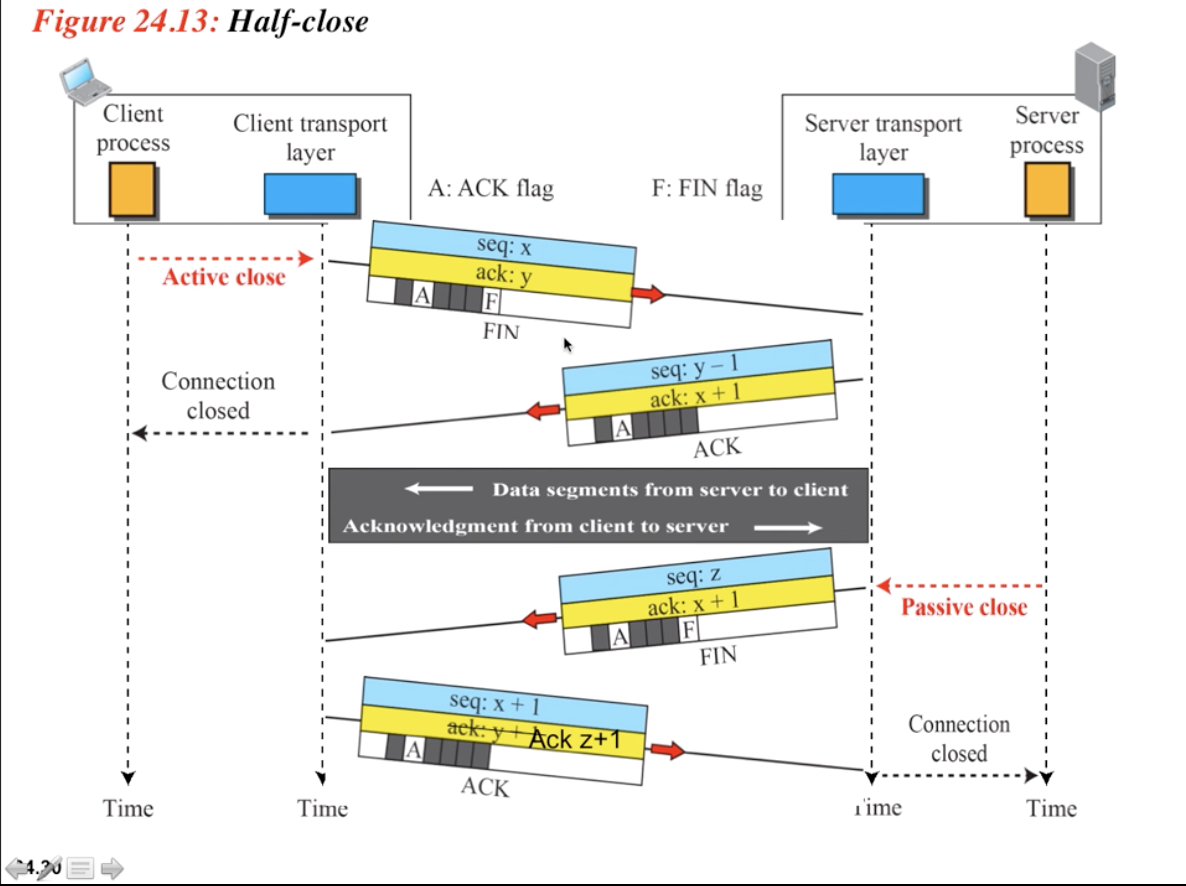 Figure 24.13: Half-close
Client
process
Client transport
layer
A: ACK flag
F: FIN flag
Server transport
layer
Server
process
Active close
seq: x
ack: y
A
F
FIN
seq: y – 1
ack: x + 1
A
ACK
Connection
closed
Data segments from server to client
Acknowledgment from client to server
seq: z
ack: x + 1
A
F
FIN
Passive close
seq: x + 1
ack: y + Ack z+1
A
ACK
Connection
closed
Time
Time
Time
Time